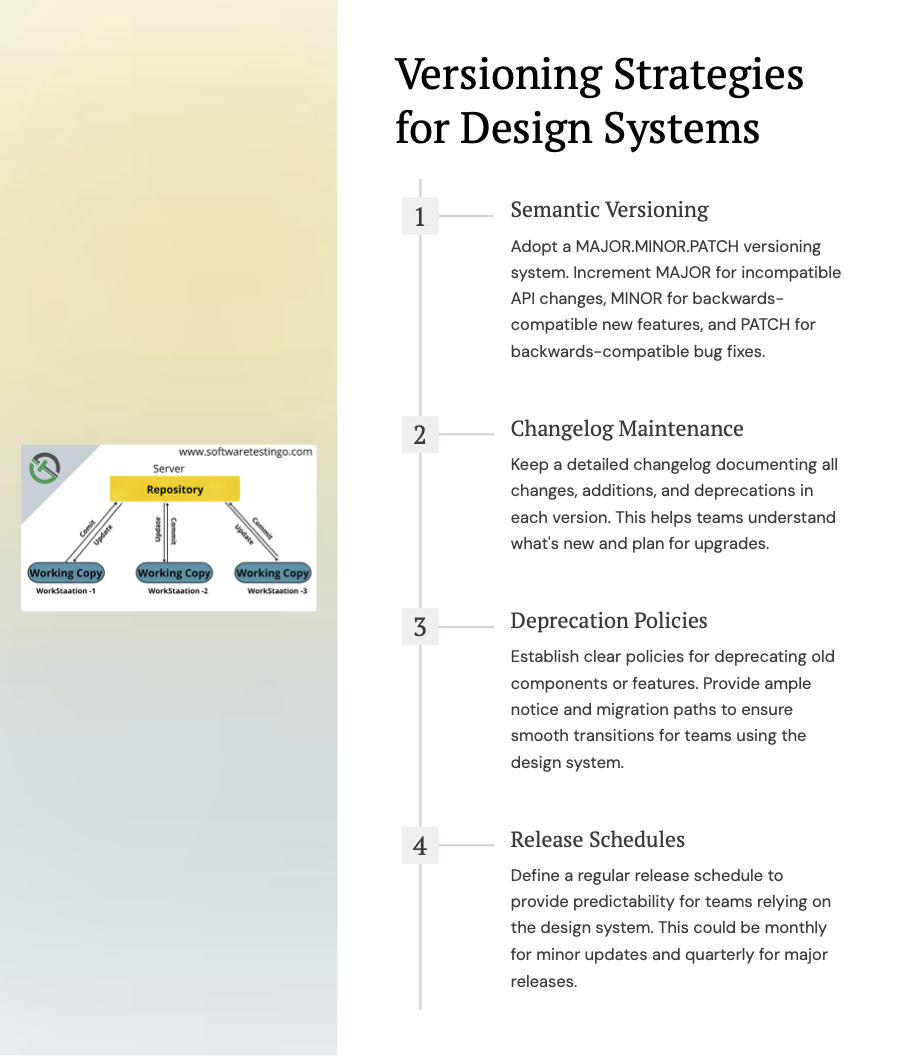 Versioning Strategies
for Design Systems
1
Semantic Versioning
Adopt a MAJOR.MINOR.PATCH versioning
system. Increment MAJOR for incompatible
API changes, MINOR for backwards-
compatible new features, and PATCH for
backwards-compatible bug fixes.
2
Changelog Maintenance
Keep a detailed changelog documenting all
changes, additions, and deprecations in
each version. This helps teams understand
what's new and plan for upgrades.
3
Deprecation Policies
Establish clear policies for deprecating old
components or features. Provide ample
notice and migration paths to ensure
smooth transitions for teams using the
design system.
4
Release Schedules
Define a regular release schedule to
provide predictability for teams relying on
the design system. This could be monthly
for minor updates and quarterly for major
releases.
www.softwaretestingo.com
Server
Repository
Comit
Update
Update
Commit
Commit
Update
Working Copy
Working Copy
Working Copy
WorkStaation -1
WorkStaation -2
WorkStaation -3